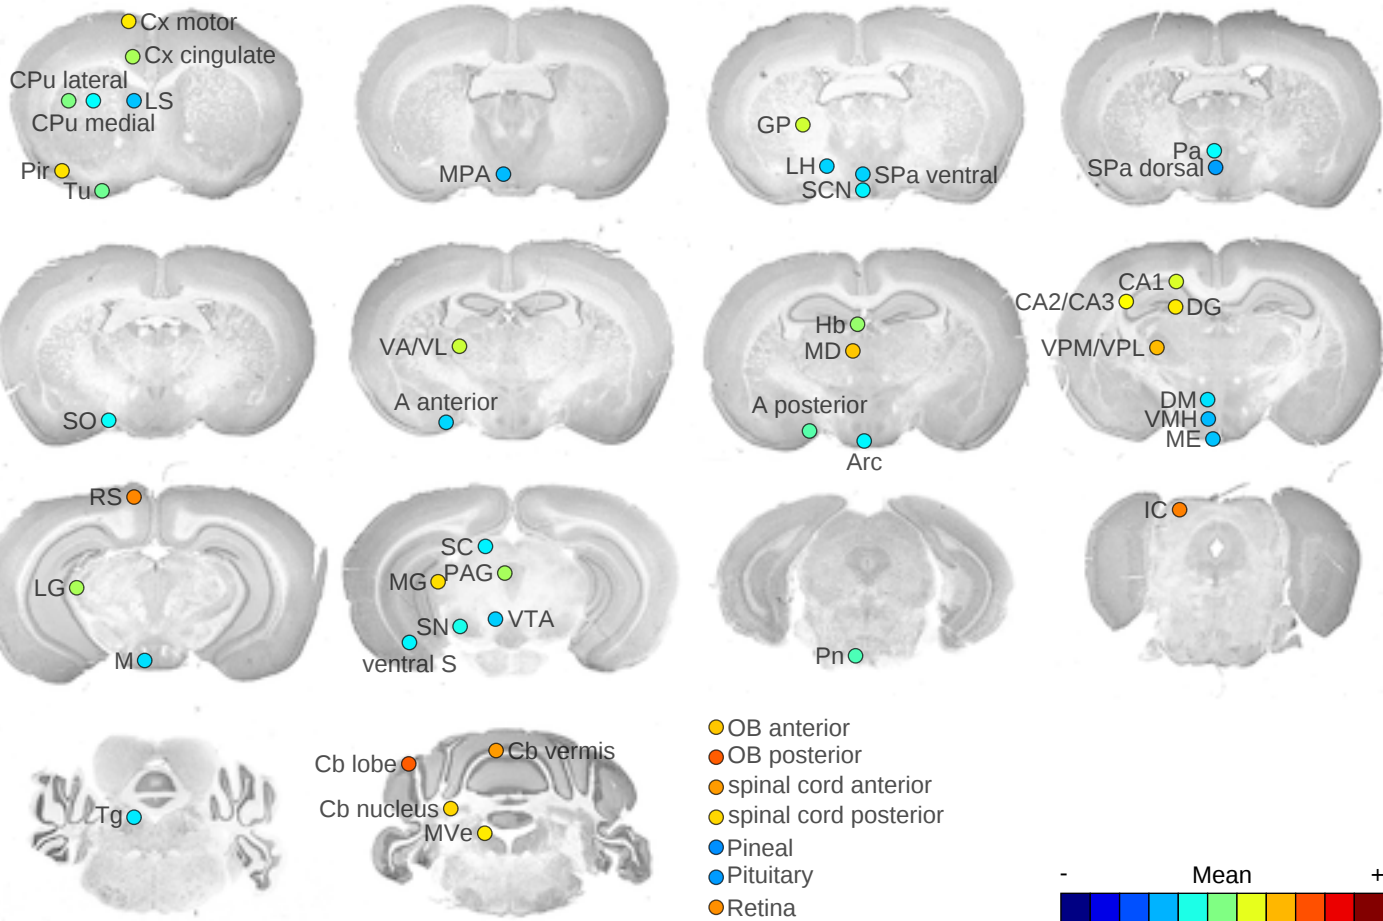 Cx motor
Cx cingulate
CPu lateral
LS
CPu medial
Pir
Tu
MPA
GP
LH
SPa ventral
SCN
Pa
SPa dorsal
SO
VA/VL
A anterior
Hb
MD
A posterior
Arc
CA1
CA2/CA3
DG
VPM/VPL
DM
VMH
ME
RS
LG
M
SC
PAG
MG
SN
VTA
ventral S
Pn
IC
Tg
Cb lobe
Cb vermis
Cb nucleus
MVe
OB anterior
OB posterior
spinal cord anterior
spinal cord posterior
Pineal
Pituitary
Retina
- Mean +